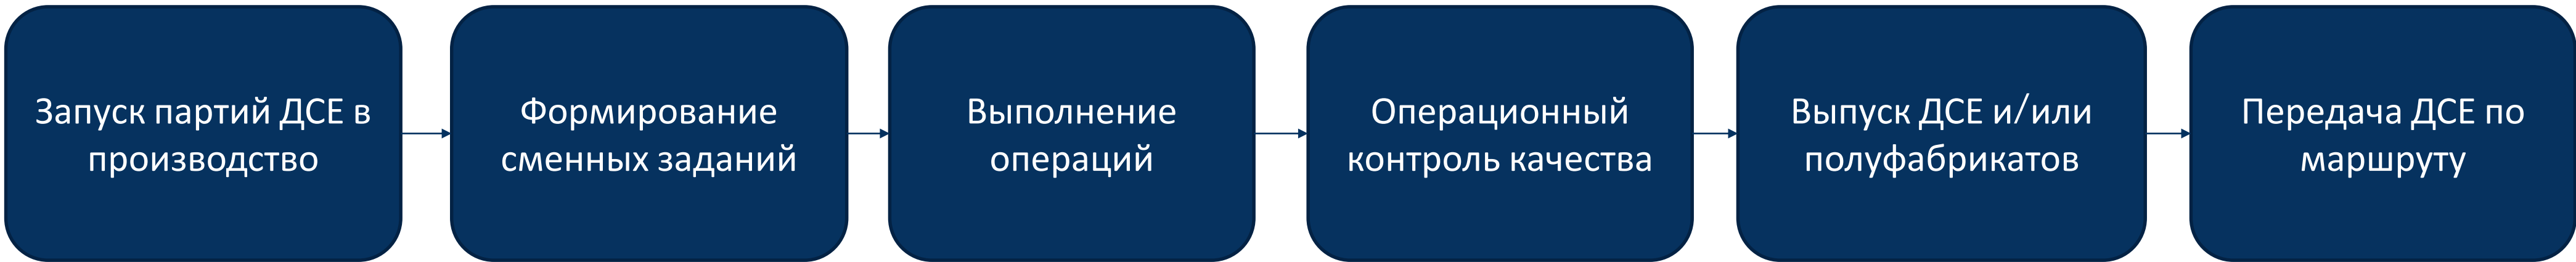 Запуск партий ДСЕ в
производство
Формирование
сменных заданий
Выполнение
операций
Операционный
контроль качества
Выпуск ДСЕ и/или
полуфабрикатов
Передача ДСЕ по
маршруту